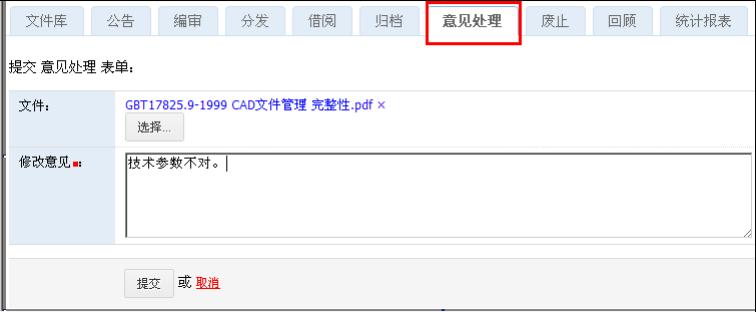 文件库 公告 编审 分发 借阅 归档 意见处理 废止 回顾 统计报表
提交 意见处理 表单：
文件： GBT17825.9-1999 CAD文件管理 完整性.pdf ×
选择...
修改意见 ： 技术参数不对。
提交 或 取消